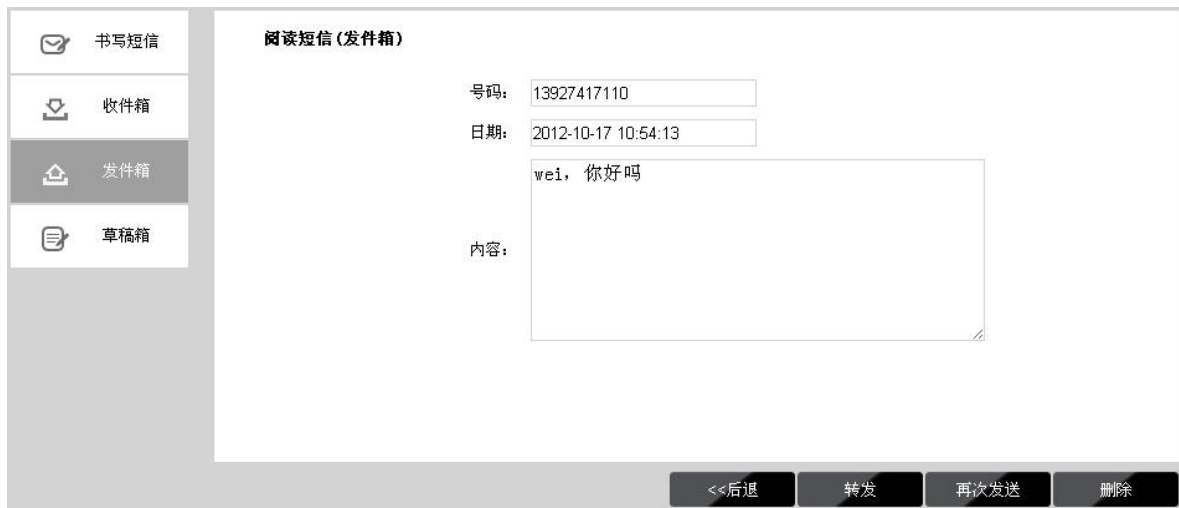 书写短信
收件箱
发件箱
草稿箱
阅读短信(发件箱)
号码: 13927417110
日期: 2012-10-17 10:54:13
内容: wei, 你好吗
<<后退 转发 再次发送 删除